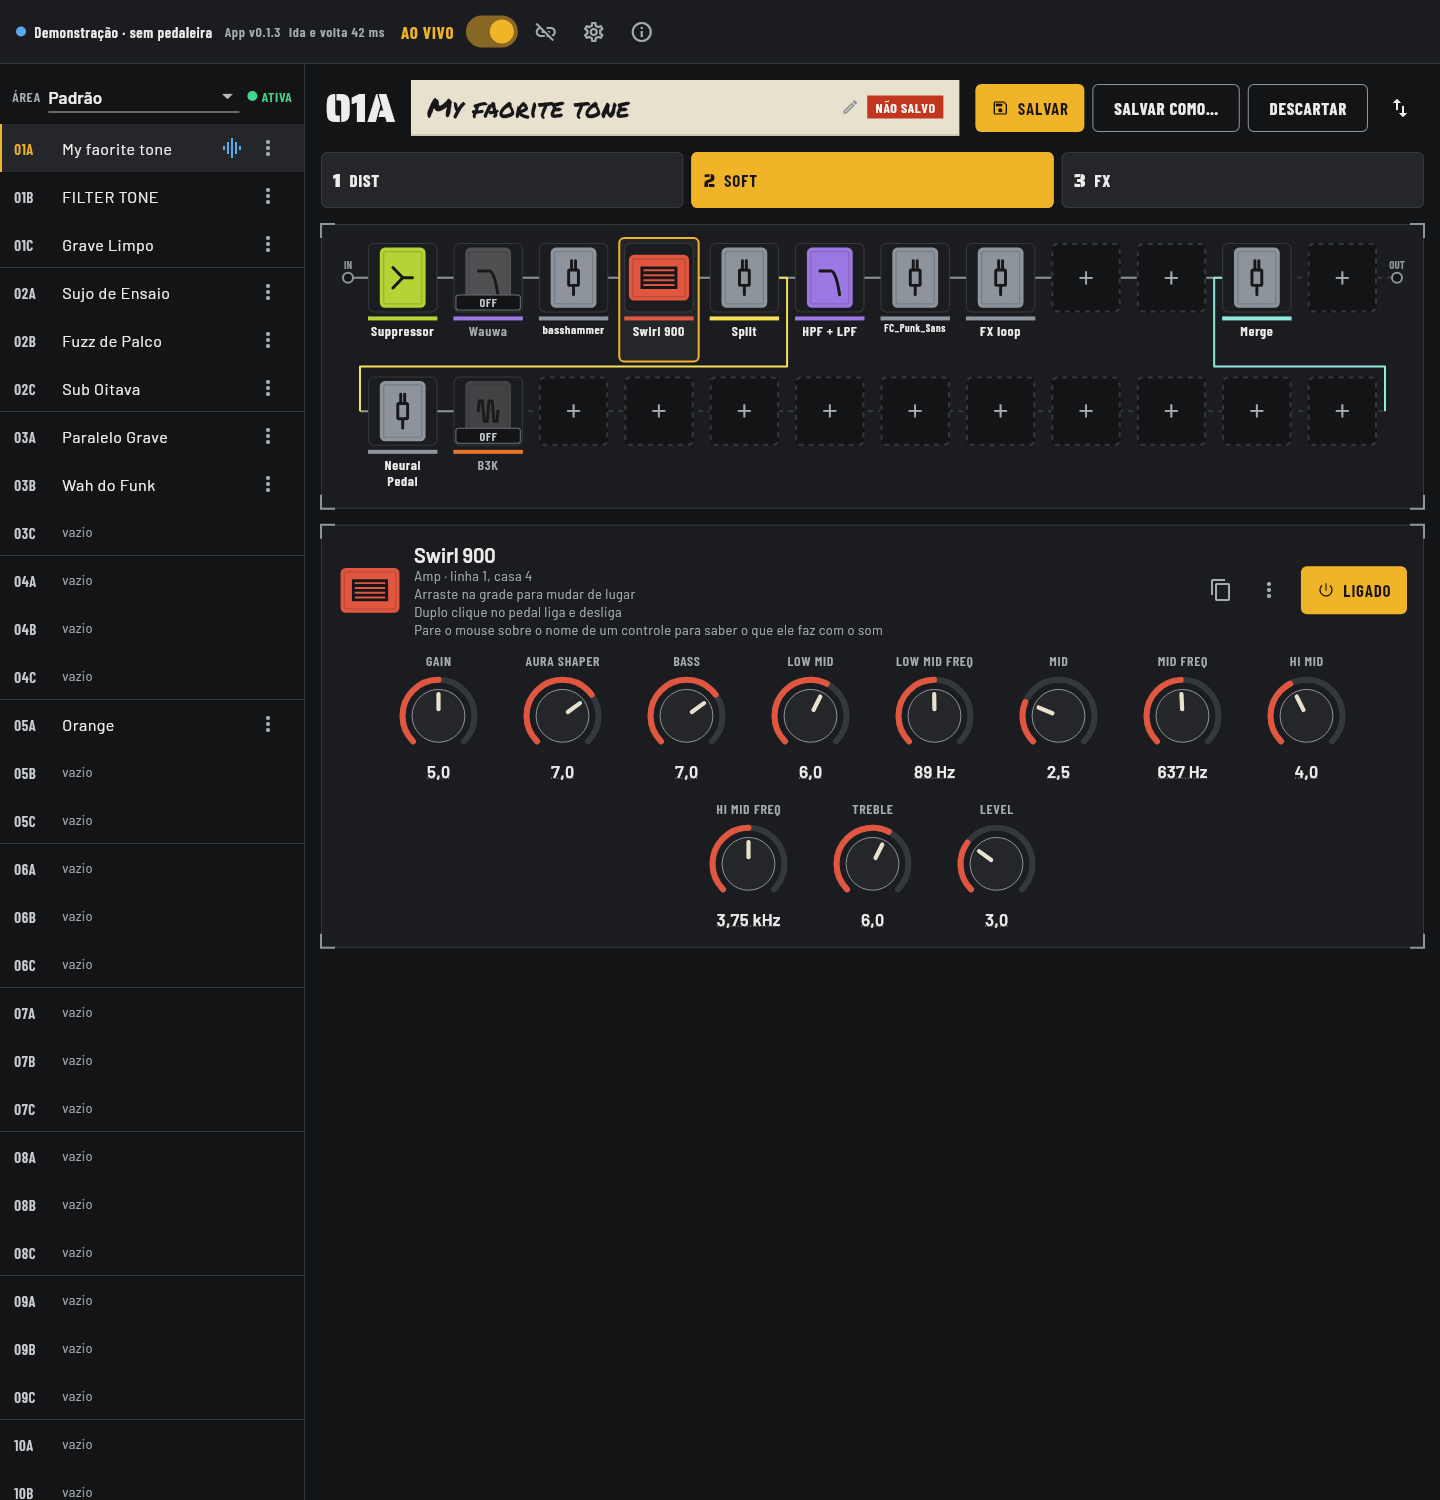 Demonstração · sem pedaleira App v0.1.3 Ida e volta 42 ms AO VIVO
ÁREA Padrão ATIVA
01A My faorite tone
01B FILTER TONE
01C Grave Limpo
02A Sujo de Ensaio
02B Fuzz de Palco
02C Sub Oitava
03A Paralelo Grave
03B Wah do Funk
03C vazio
04A vazio
04B vazio
04C vazio
05A Orange
05B vazio
05C vazio
06A vazio
06B vazio
06C vazio
07A vazio
07B vazio
07C vazio
08A vazio
08B vazio
08C vazio
09A vazio
09B vazio
09C vazio
10A vazio
10B vazio
01A My faorite tone NÃO SALVO SALVAR SALVAR COMO... DESCARTAR
1 DIST 2 SOFT 3 FX
IN OUT
OFF
Suppressor Wauwa basshammer Swirl 900 Split HPF + LPF FC_Punk_Sans FX loop Merge
OFF
Neural Pedal B3K
Swirl 900
Amp · linha 1, casa 4
Arraste na grade para mudar de lugar
Duplo clique no pedal liga e desliga
Pare o mouse sobre o nome de um controle para saber o que ele faz com o som
LIGADO
GAIN AURA SHAPER BASS LOW MID LOW MID FREQ MID MID FREQ HI MID
5,0 7,0 7,0 6,0 89 Hz 2,5 637 Hz 4,0
HI MID FREQ TREBLE LEVEL
3,75 kHz 6,0 3,0